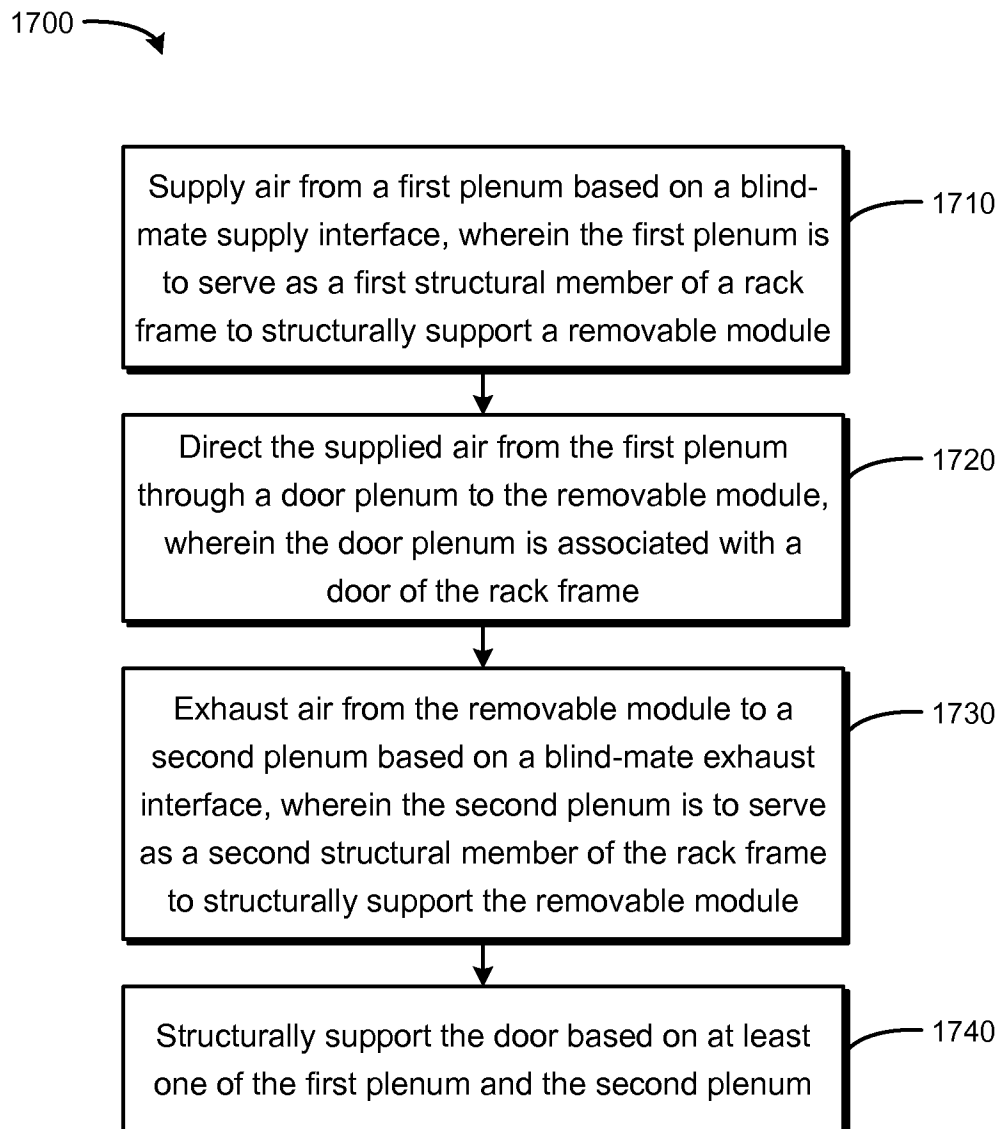 1700
Supply air from a first plenum based on a blind-
mate supply interface, wherein the first plenum is
to serve as a first structural member of a rack
frame to structurally support a removable module
1710
Direct the supplied air from the first plenum
through a door plenum to the removable module,
wherein the door plenum is associated with a
door of the rack frame
1720
Exhaust air from the removable module to a
second plenum based on a blind-mate exhaust
interface, wherein the second plenum is to serve
as a second structural member of the rack frame
to structurally support the removable module
1730
Structurally support the door based on at least
one of the first plenum and the second plenum
1740